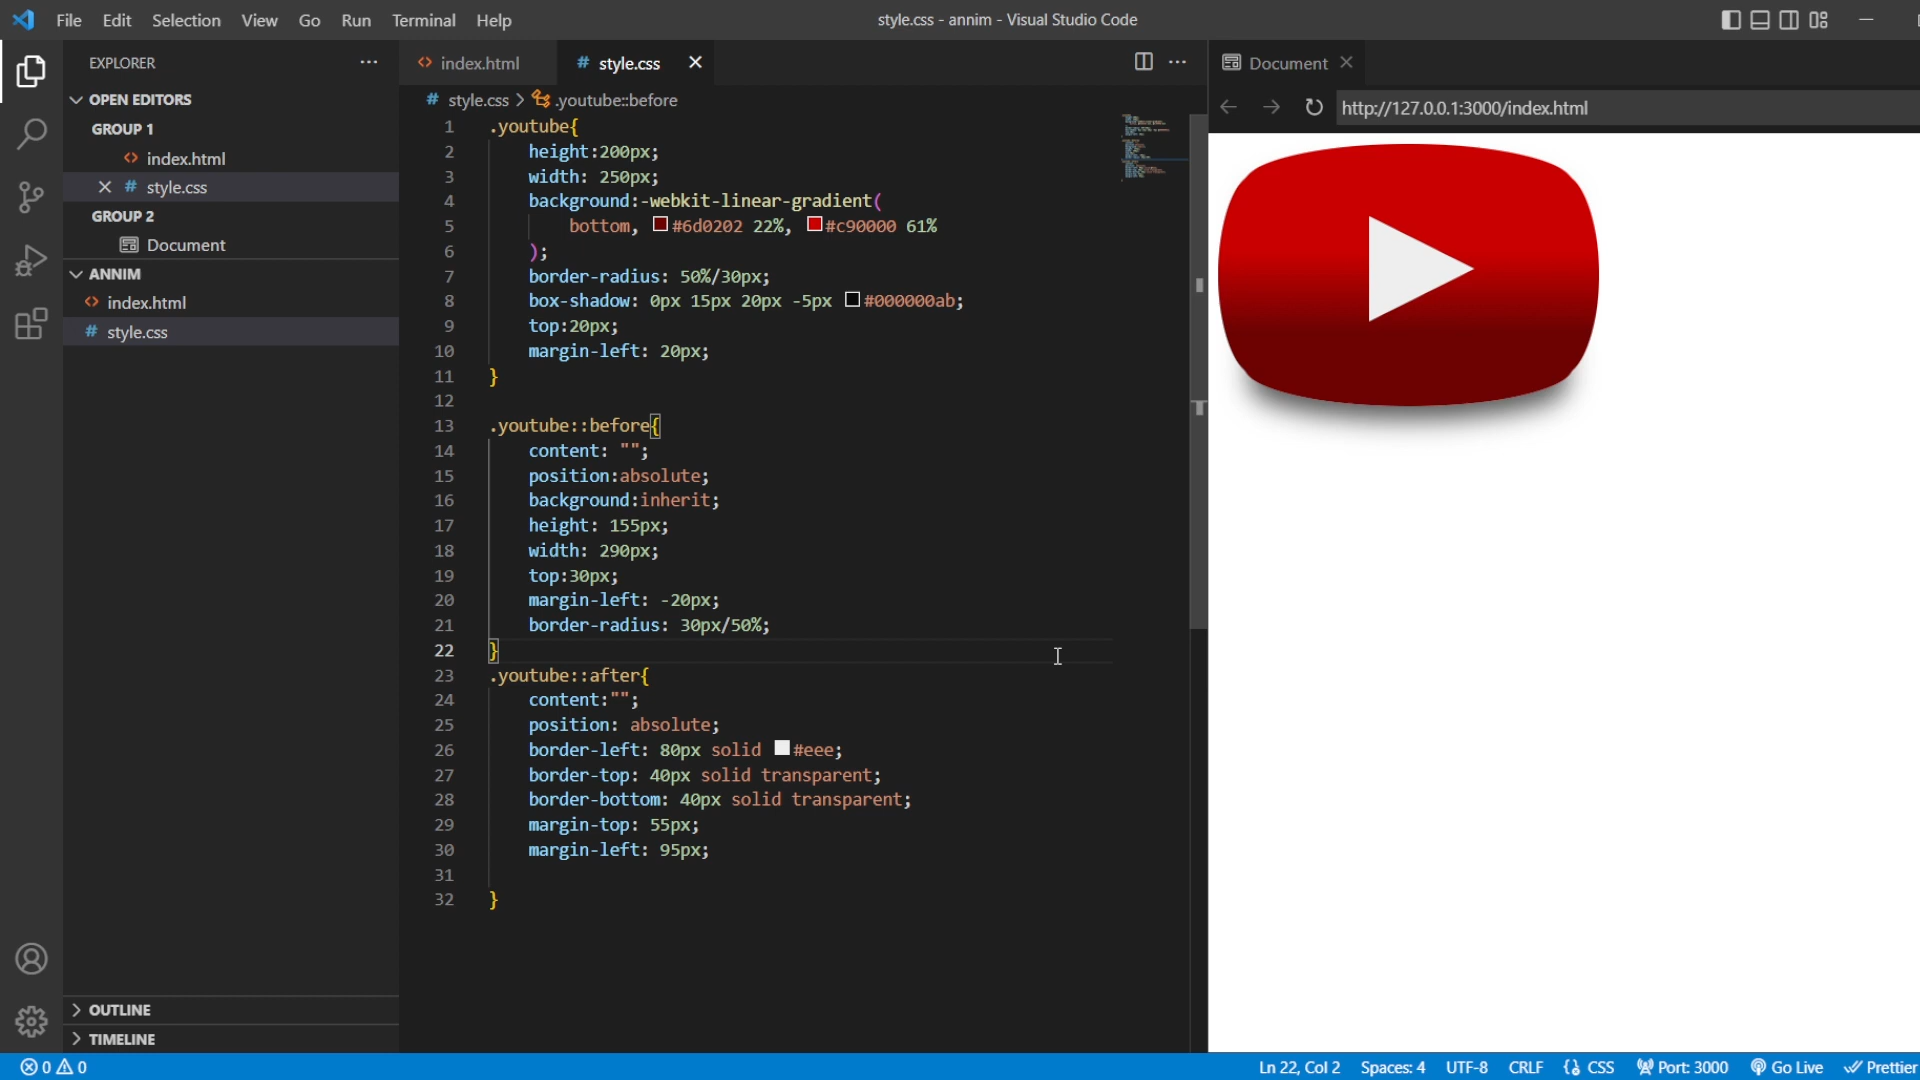 File Edit Selection View Go Run Terminal Help
style.css - annim - Visual Studio Code
EXPLORER
OPEN EDITORS
GROUP 1
index.html
style.css
GROUP 2
Document
ANNIM
index.html
# style.css
OUTLINE
TIMELINE
index.html # style.css
# style.css > .youtube::before
1 .youtube{
2 height:200px;
3 width: 250px;
4 background:-webkit-linear-gradient(
5 bottom, #6d0202 22%, #c90000 61%
6 );
7 border-radius: 50%/30px;
8 box-shadow: 0px 15px 20px -5px #000000ab;
9 top:20px;
10 margin-left: 20px;
11 }
12
13 .youtube::before{
14 content: "";
15 position:absolute;
16 background:inherit;
17 height: 155px;
18 width: 290px;
19 top:30px;
20 margin-left: -20px;
21 border-radius: 30px/50%;
22 }
23 .youtube::after{
24 content:"";
25 position: absolute;
26 border-left: 80px solid #eee;
27 border-top: 40px solid transparent;
28 border-bottom: 40px solid transparent;
29 margin-top: 55px;
30 margin-left: 95px;
31
32 }
Document
http://127.0.0.1:3000/index.html
0 0 Ln 22, Col 2 Spaces: 4 UTF-8 CRLF {} CSS Port: 3000 Go Live Prettier